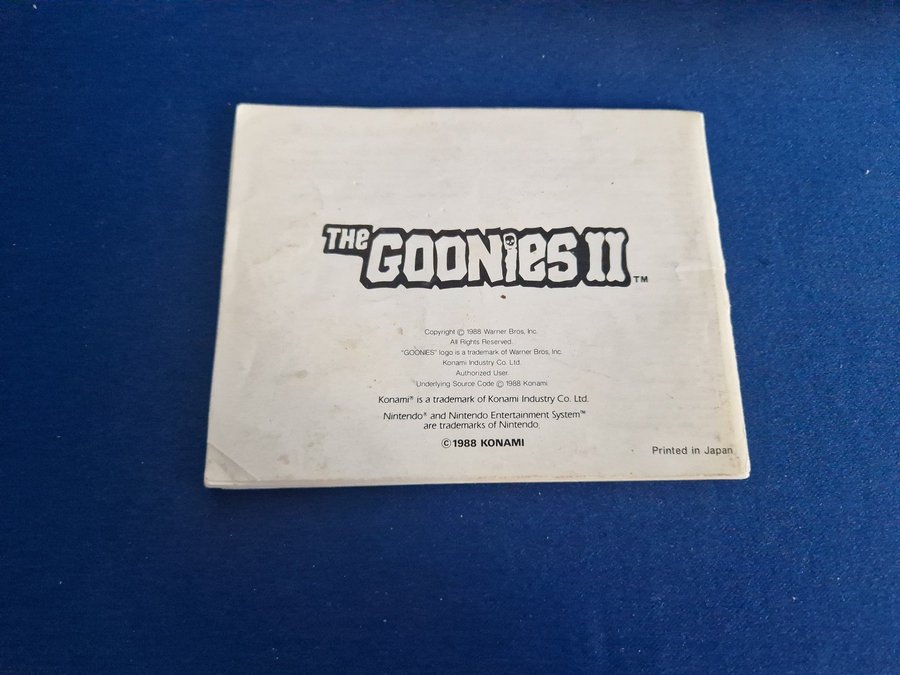 THE GOONIES II TM
Copyright © 1988 Warner Bros, Inc.
All Rights Reserved.
"GOONIES" logo is a trademark of Warner Bros, Inc.
Konami Industry Co. Ltd.
Authorized User.
Underlying Source Code © 1988 Konami
Konami® is a trademark of Konami Industry Co. Ltd.
Nintendo® and Nintendo Entertainment System™
are trademarks of Nintendo
©1988 KONAMI
Printed in Japan